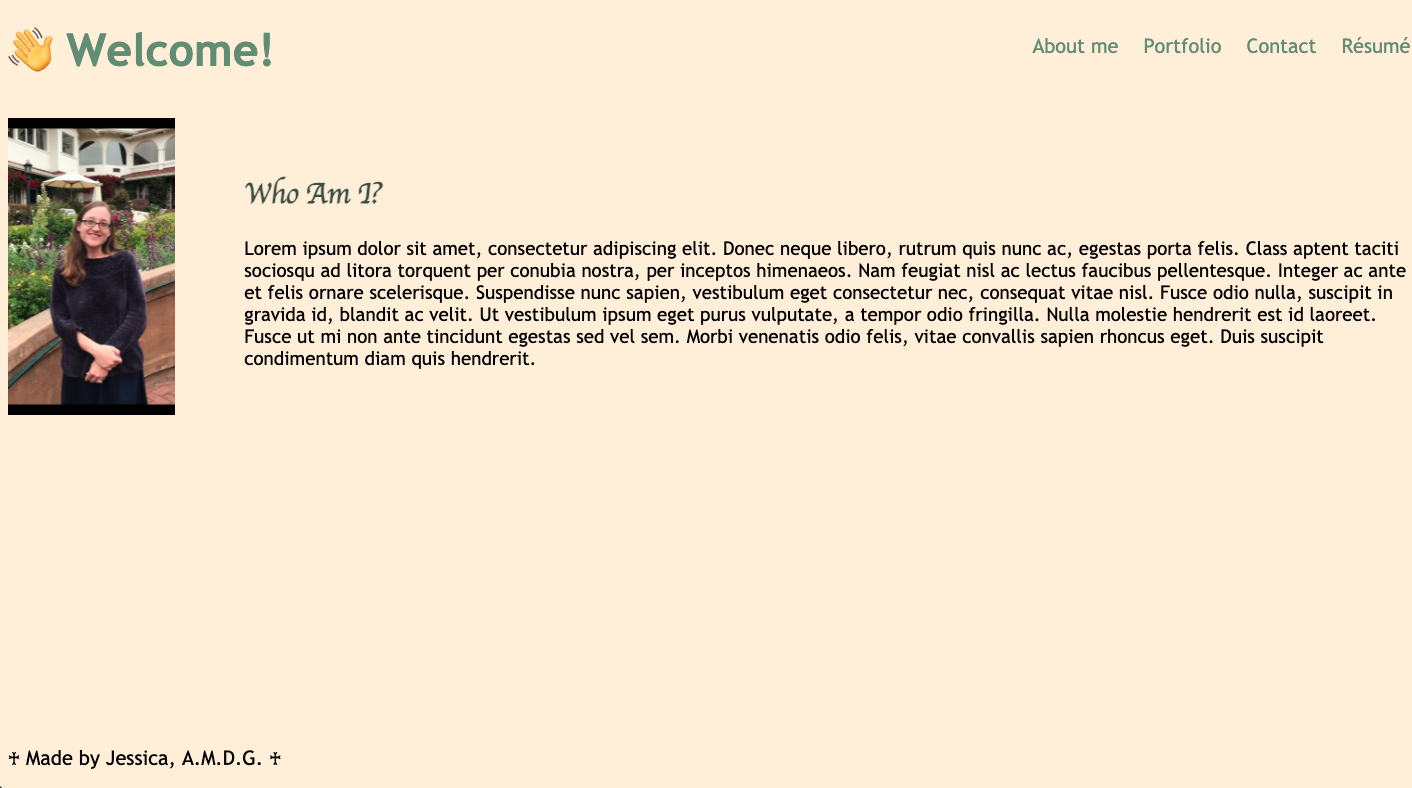 👋 Welcome!
About me Portfolio Contact Résumé
Who Am I?
Lorem ipsum dolor sit amet, consectetur adipiscing elit. Donec neque libero, rutrum quis nunc ac, egestas porta felis. Class aptent taciti
sociosqu ad litora torquent per conubia nostra, per inceptos himenaeos. Nam feugiat nisl ac lectus faucibus pellentesque. Integer ac ante
et felis ornare scelerisque. Suspendisse nunc sapien, vestibulum eget consectetur nec, consequat vitae nisl. Fusce odio nulla, suscipit in
gravida id, blandit ac velit. Ut vestibulum ipsum eget purus vulputate, a tempor odio fringilla. Nulla molestie hendrerit est id laoreet.
Fusce ut mi non ante tincidunt egestas sed vel sem. Morbi venenatis odio felis, vitae convallis sapien rhoncus eget. Duis suscipit
condimentum diam quis hendrerit.
♱ Made by Jessica, A.M.D.G. ♱